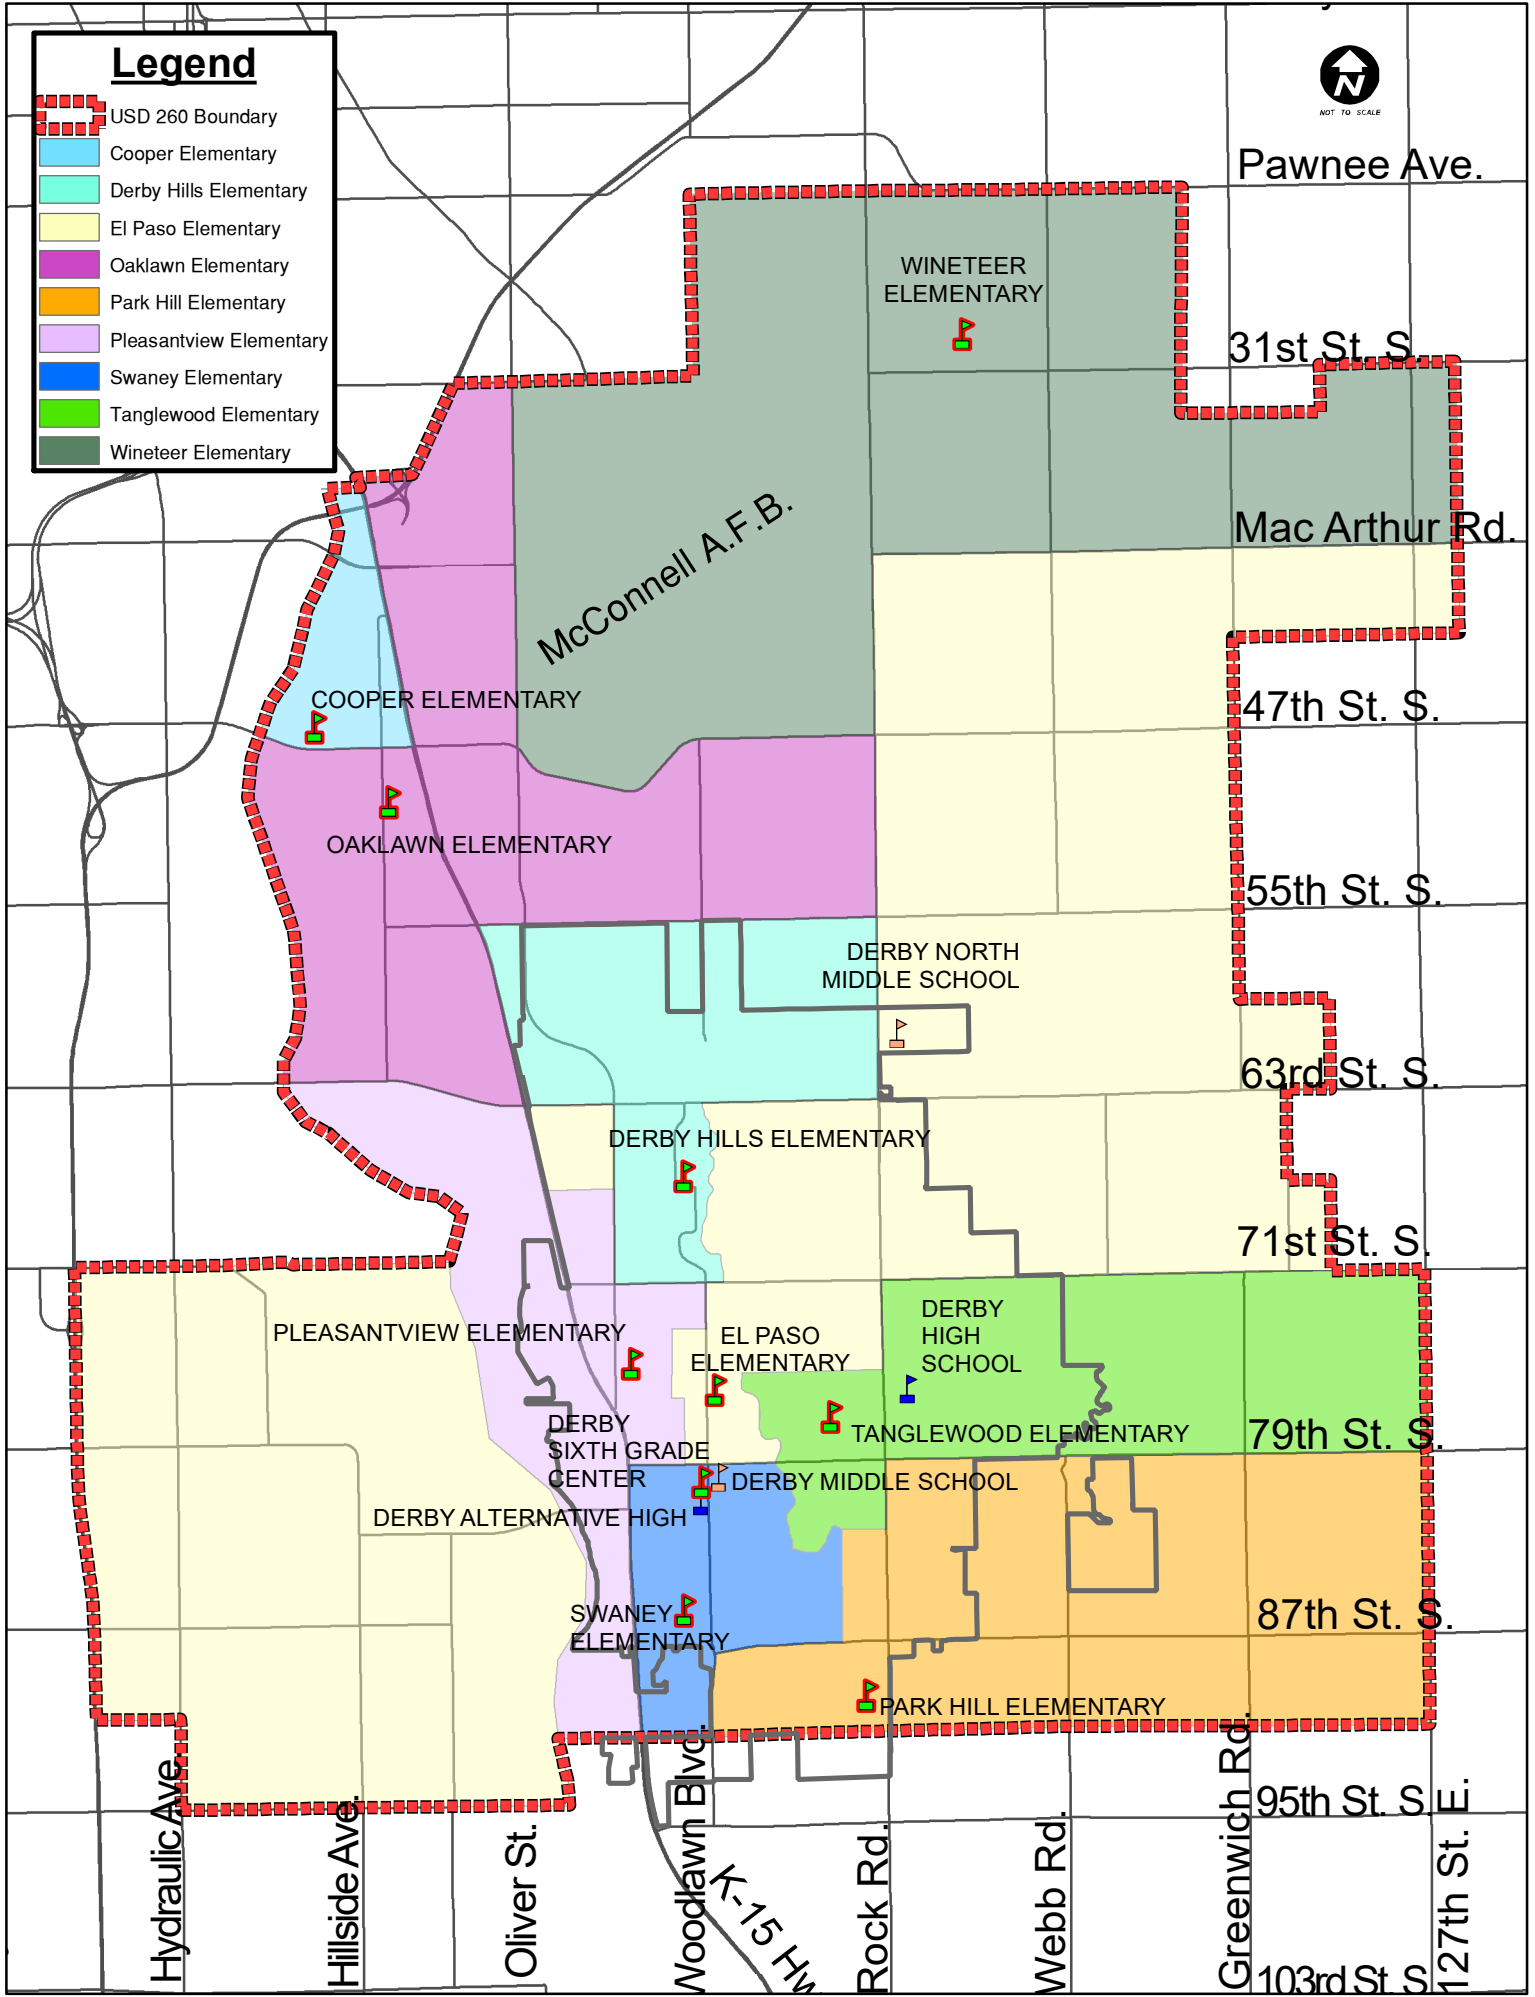 Legend
USD 260 Boundary
Cooper Elementary
Derby Hills Elementary
El Paso Elementary
Oaklawn Elementary
Park Hill Elementary
Pleasantview Elementary
Swaney Elementary
Tanglewood Elementary
Wineteer Elementary
N
NOT TO SCALE
Pawnee Ave.
WINETEER
ELEMENTARY
31st St. S.
McConnell A.F.B.
Mac Arthur Rd.
COOPER ELEMENTARY
47th St. S.
OAKLAWN ELEMENTARY
55th St. S.
DERBY NORTH
MIDDLE SCHOOL
63rd St. S.
DERBY HILLS ELEMENTARY
71st St. S.
PLEASANTVIEW ELEMENTARY
EL PASO
ELEMENTARY
DERBY
HIGH
SCHOOL
TANGLEWOOD ELEMENTARY
79th St. S.
DERBY
SIXTH GRADE
CENTER
DERBY MIDDLE SCHOOL
DERBY ALTERNATIVE HIGH
SWANEY
ELEMENTARY
87th St. S.
PARK HILL ELEMENTARY
95th St. S.
Hydraulic Ave.
Hillside Ave.
Oliver St.
Woodlawn Blvd.
K-15 Hw
Rock Rd.
Webb Rd.
Greenwich Rd.
127th St. E.
103rd St. S.